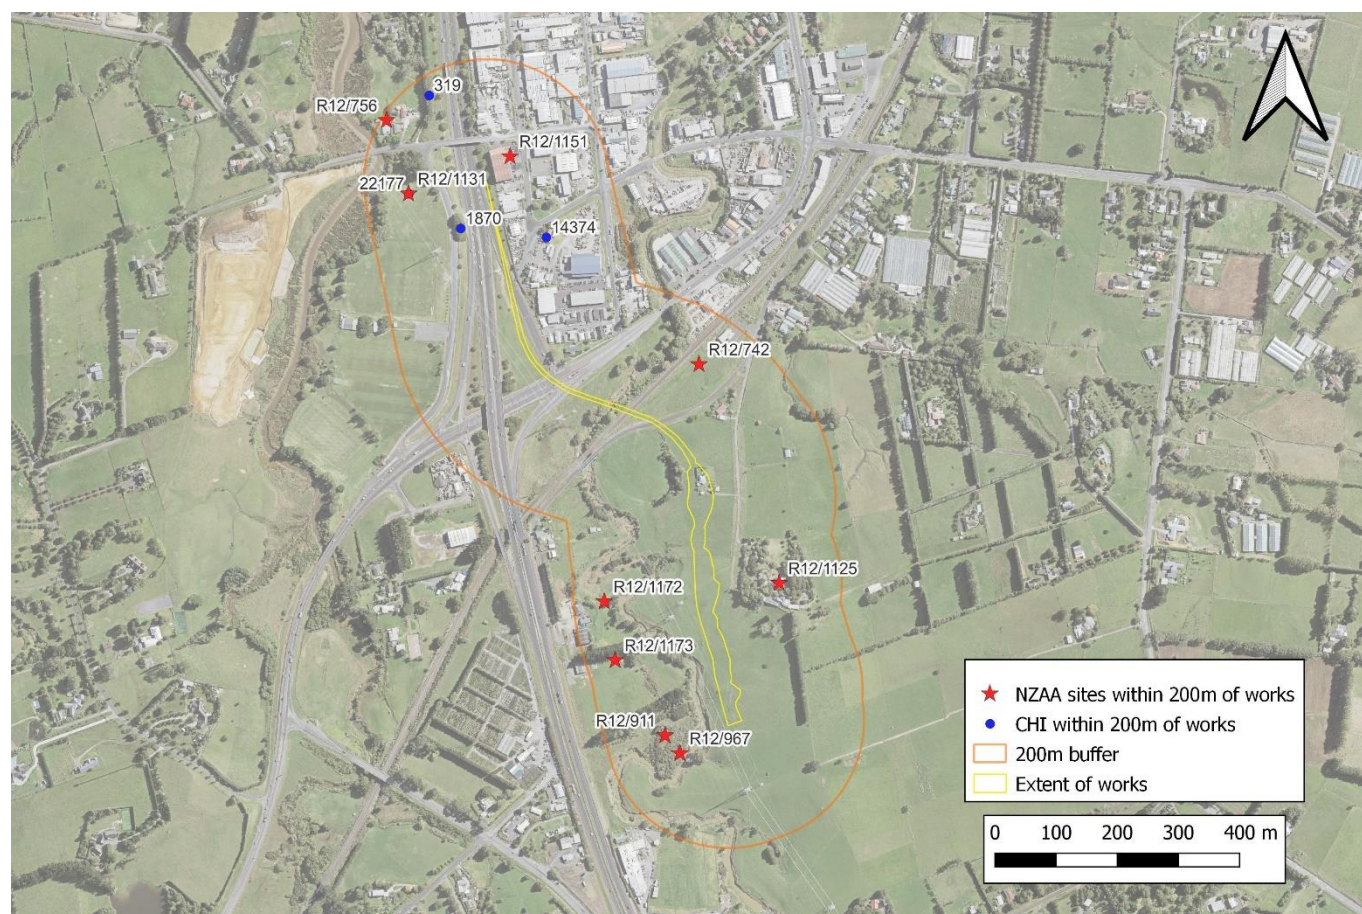 319
R12/756
R12/1151
22177 R12/1131
1870
14374
R12/742
R12/1125
R12/1172
R12/1173
R12/911
R12/967
NZAA sites within 200m of works
CHI within 200m of works
200m buffer
Extent of works
0 100 200 300 400 m